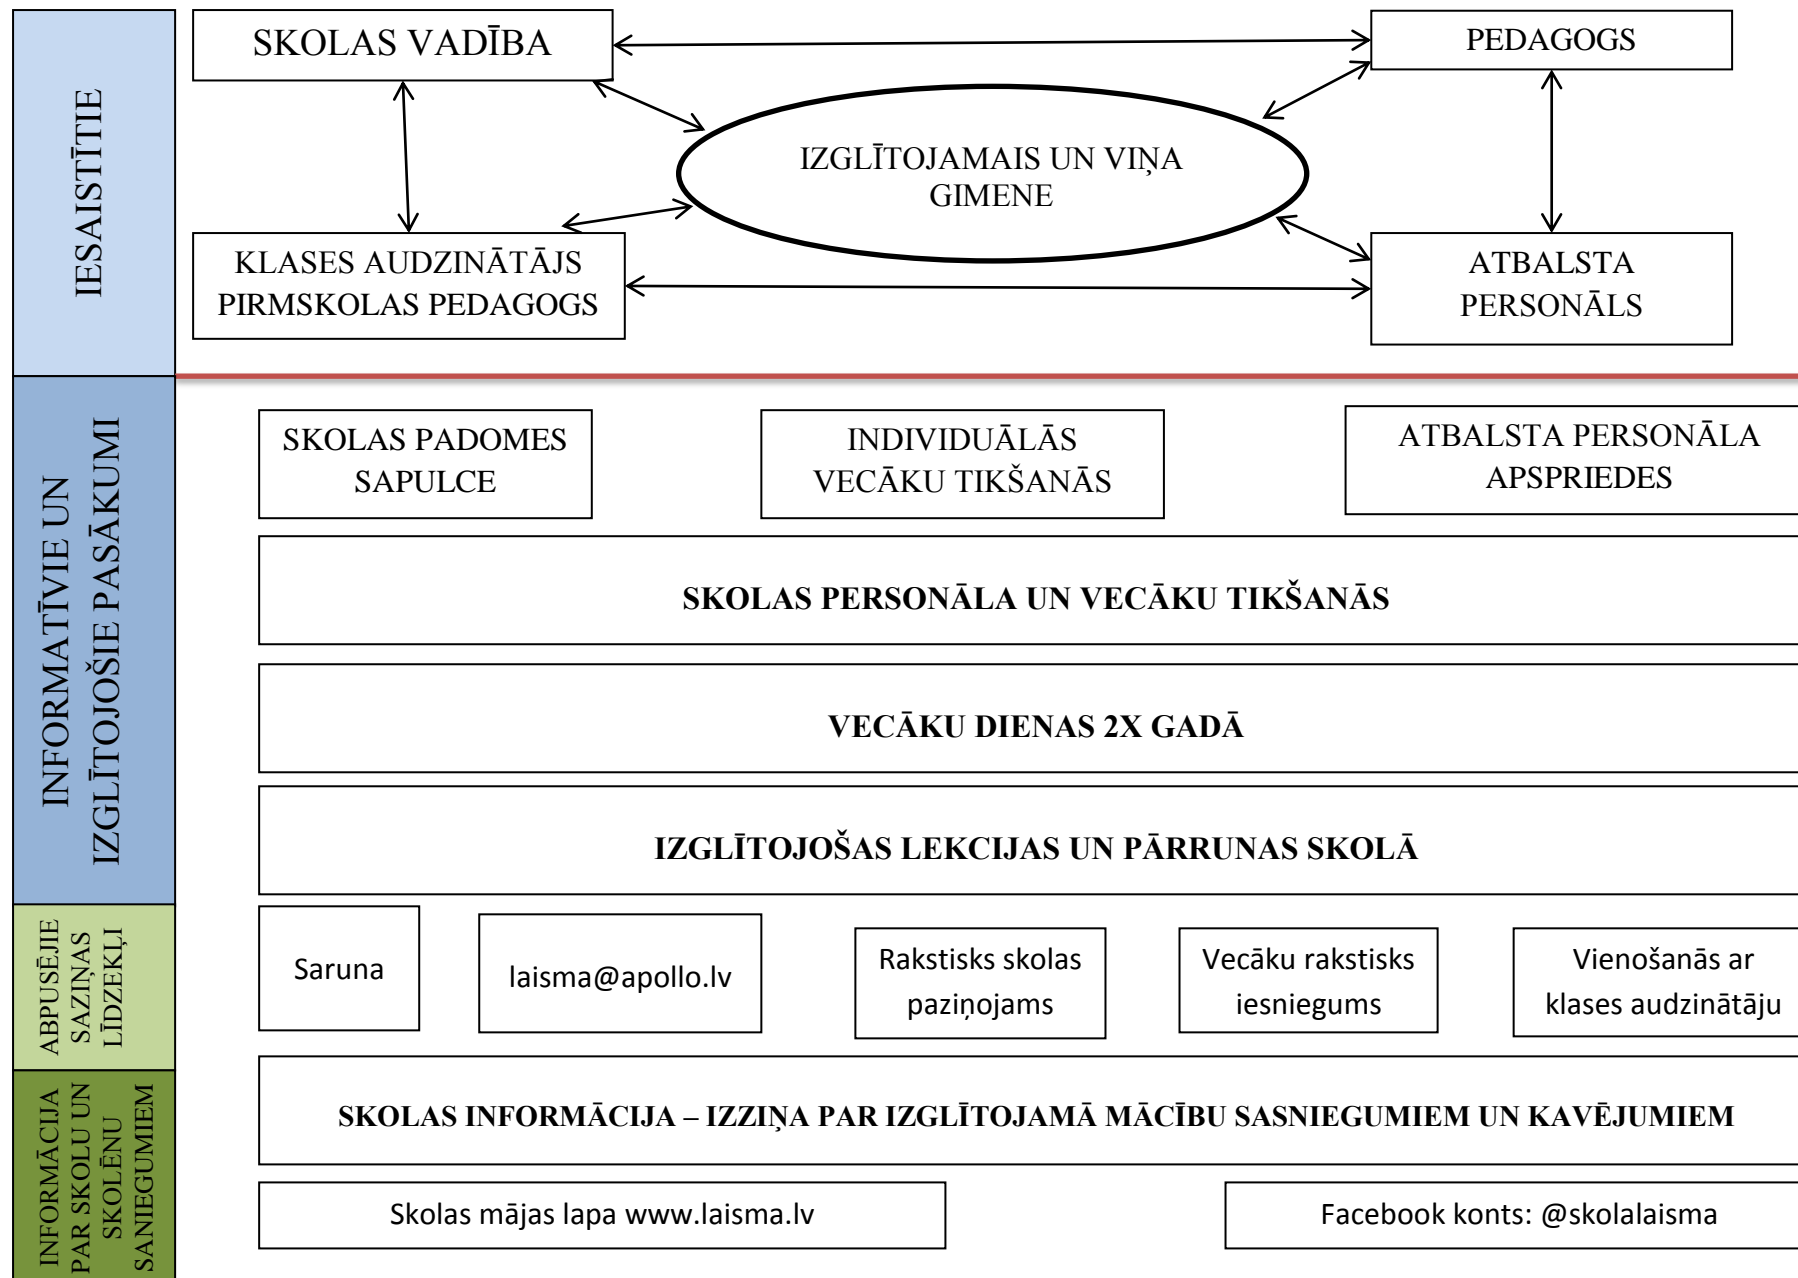 IESAISTĪTIE
SKOLAS VADĪBA
PEDAGOGS
IZGLĪTOJAMAIS UN VIŅA
GIMENE
KLASES AUDZINĀTĀJS
PIRMSKOLAS PEDAGOGS
ATBALSTA
PERSONĀLS
INFORMATĪVIE UN
IZGLĪTOJOŠIE PASĀKUMI
SKOLAS PADOMES
SAPULCE
INDIVIDUĀLĀS
VECĀKU TIKŠANĀS
ATBALSTA PERSONĀLA
APSPRIEDES
SKOLAS PERSONĀLA UN VECĀKU TIKŠANĀS
VECĀKU DIENAS 2X GADĀ
IZGLĪTOJOŠAS LEKCIJAS UN PĀRRUNAS SKOLĀ
ABPUSĒJIE
SAZIŅAS
LĪDZEKĻI
Saruna
laisma@apollo.lv
Rakstisks skolas
paziņojams
Vecāku rakstisks
iesniegums
Vienošanās ar
klases audzinātāju
INFORMĀCIJA
PAR SKOLU UN
SKOLĒNU
SANIEGUMIEM
SKOLAS INFORMĀCIJA – IZZIŅA PAR IZGLĪTOJAMĀ MĀCĪBU SASNIEGUMIEM UN KAVĒJUMIEM
Skolas mājas lapa www.laisma.lv
Facebook konts: @skolalaisma